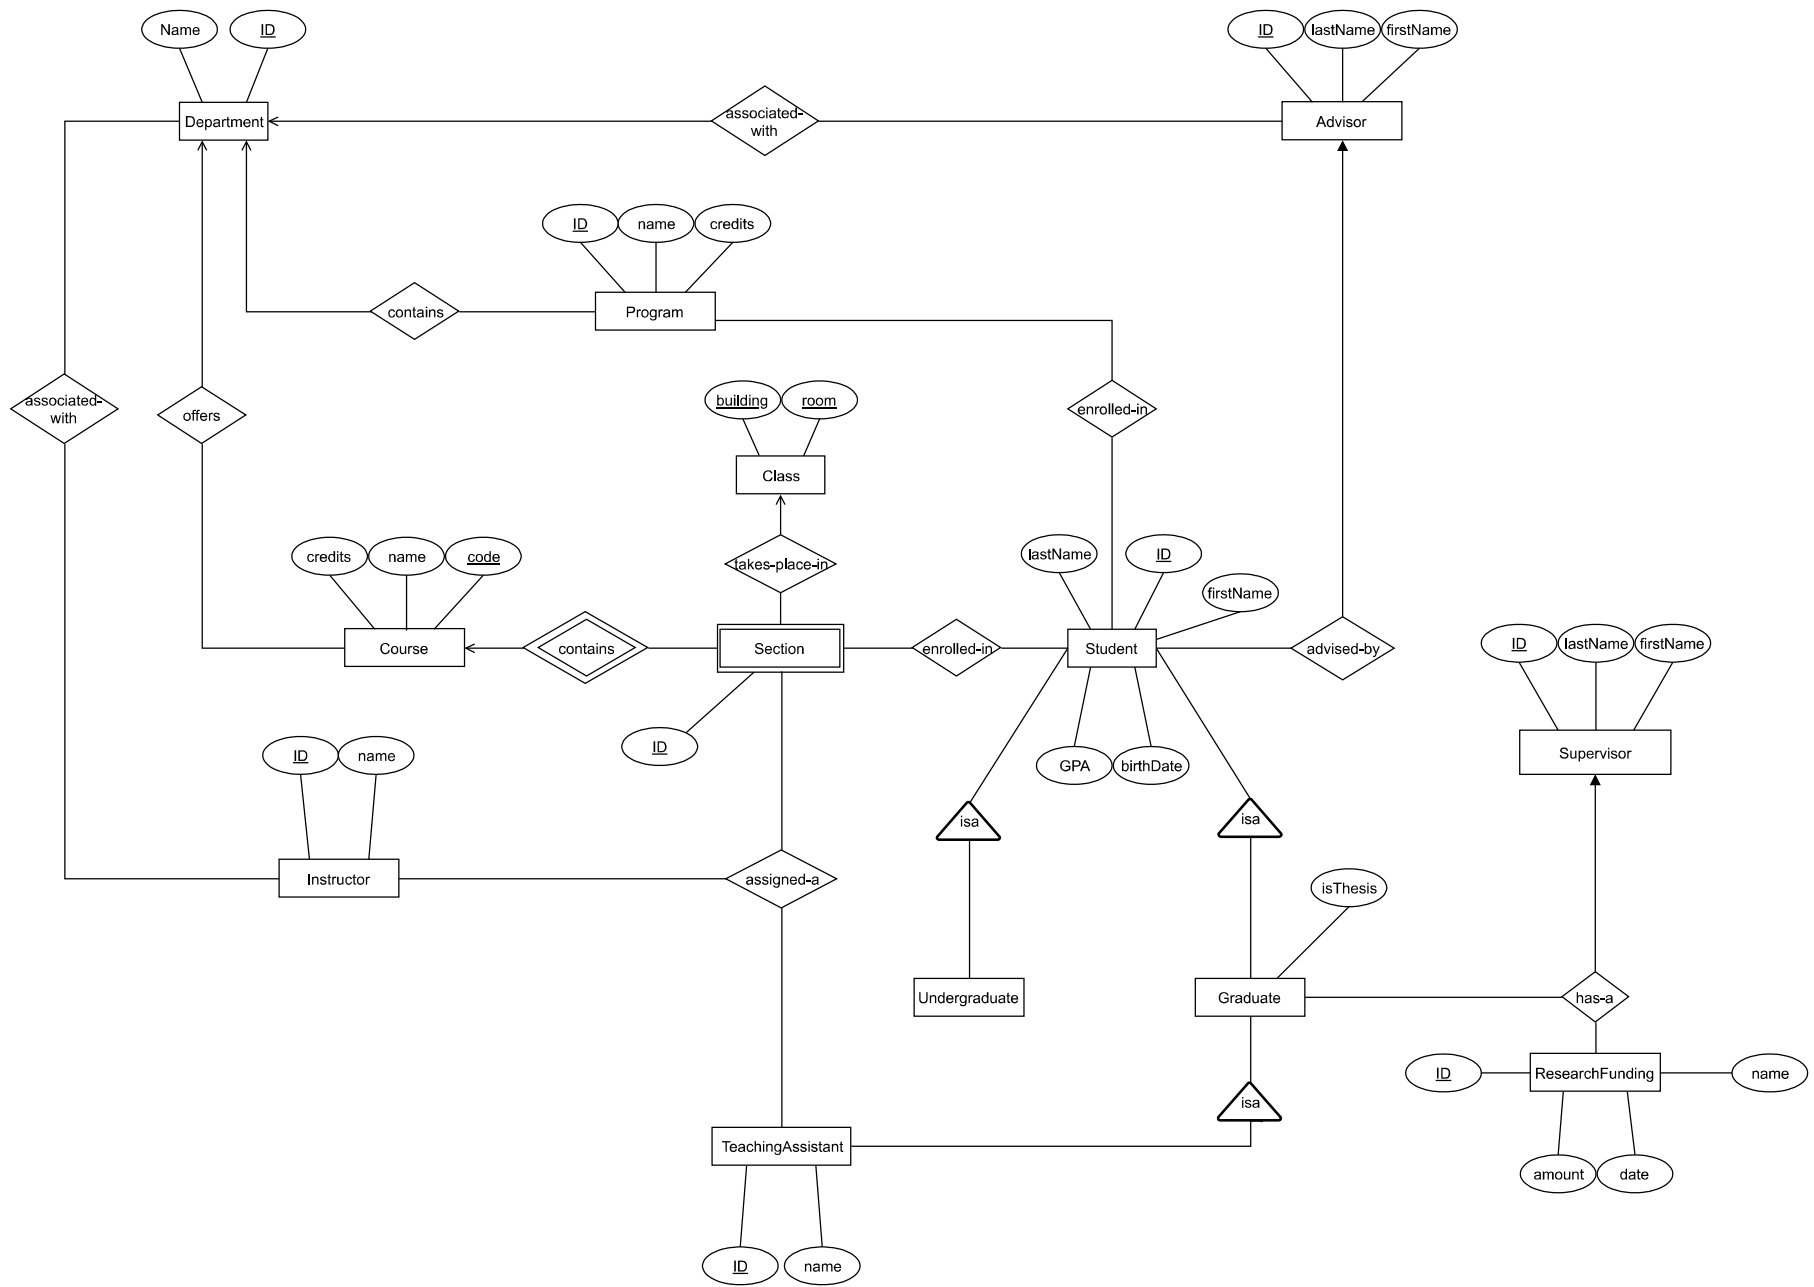 Name
ID
ID
lastName
firstName
Department
associated-
with
Advisor
ID
name
credits
contains
Program
associated-
with
offers
building
room
enrolled-in
Class
credits
name
code
takes-place-in
lastName
ID
firstName
Course
contains
Section
enrolled-in
Student
advised-by
ID
lastName
firstName
ID
ID
name
GPA
birthDate
Supervisor
isa
isa
Instructor
assigned-a
isThesis
Undergraduate
Graduate
has-a
isa
ID
ResearchFunding
name
TeachingAssistant
amount
date
ID
name